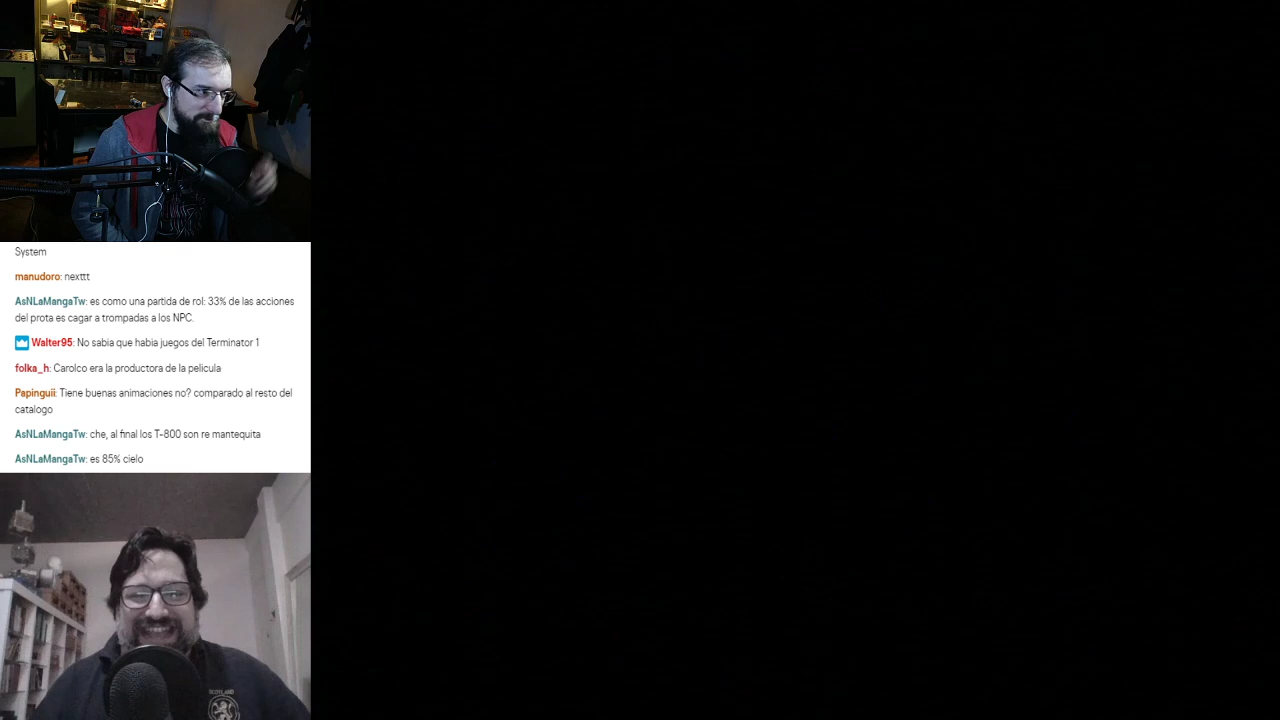 System
manudoro: nexttt
AsNLaMangaTw: es como una partida de rol: 33% de las acciones
del prota es cagar a trompadas a los NPC.
Walter95: No sabia que habia juegos del Terminator 1
folka_h: Carolco era la productora de la pelicula
Papinguii: Tiene buenas animaciones no? comparado al resto del
catalogo
AsNLaMangaTw: che, al final los T-800 son re mantequita
AsNLaMangaTw: es 85% cielo
SCOTLAND